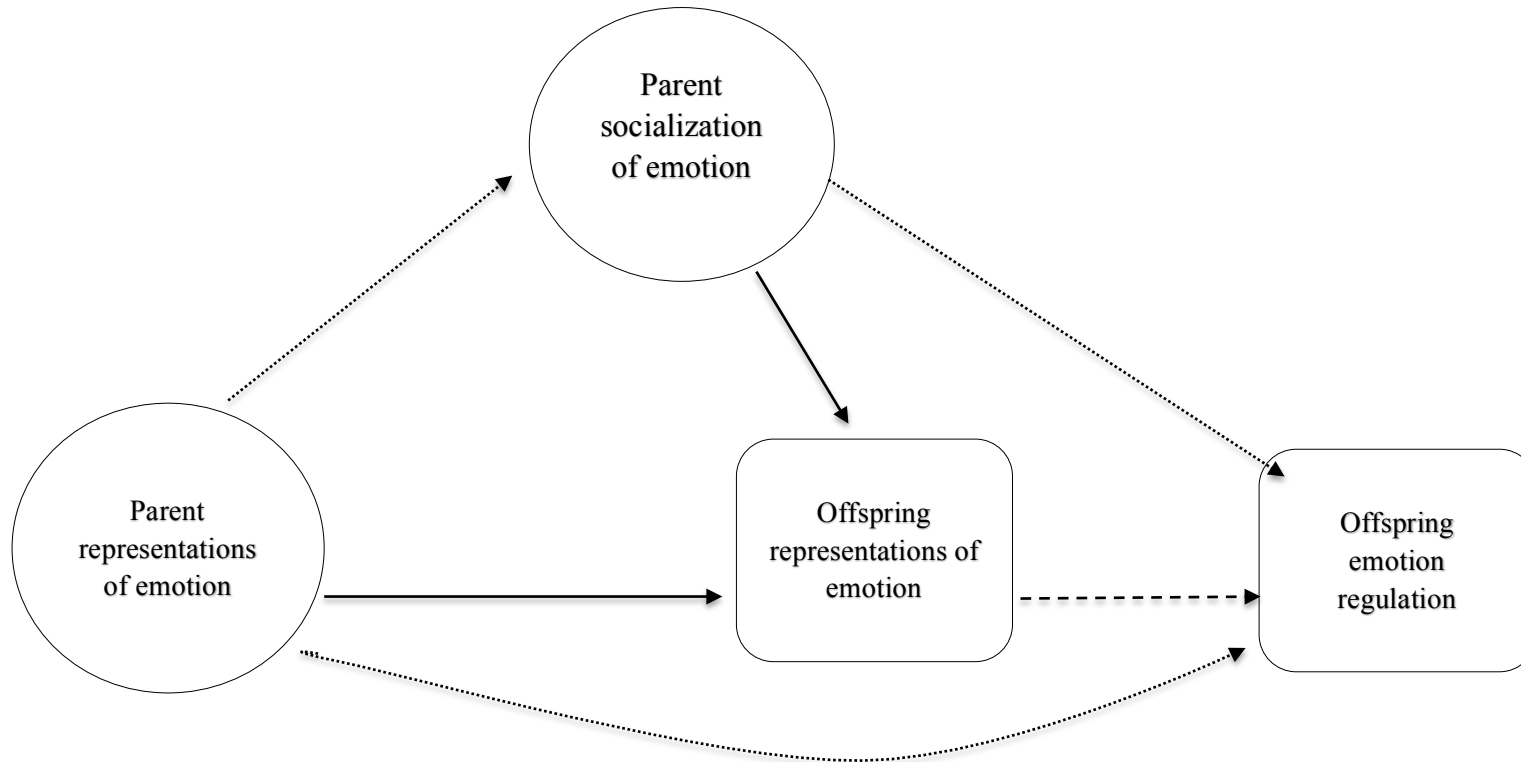 Parent
socialization
of emotion
Parent
representations
of emotion
Offspring
representations of
emotion
Offspring
emotion
regulation